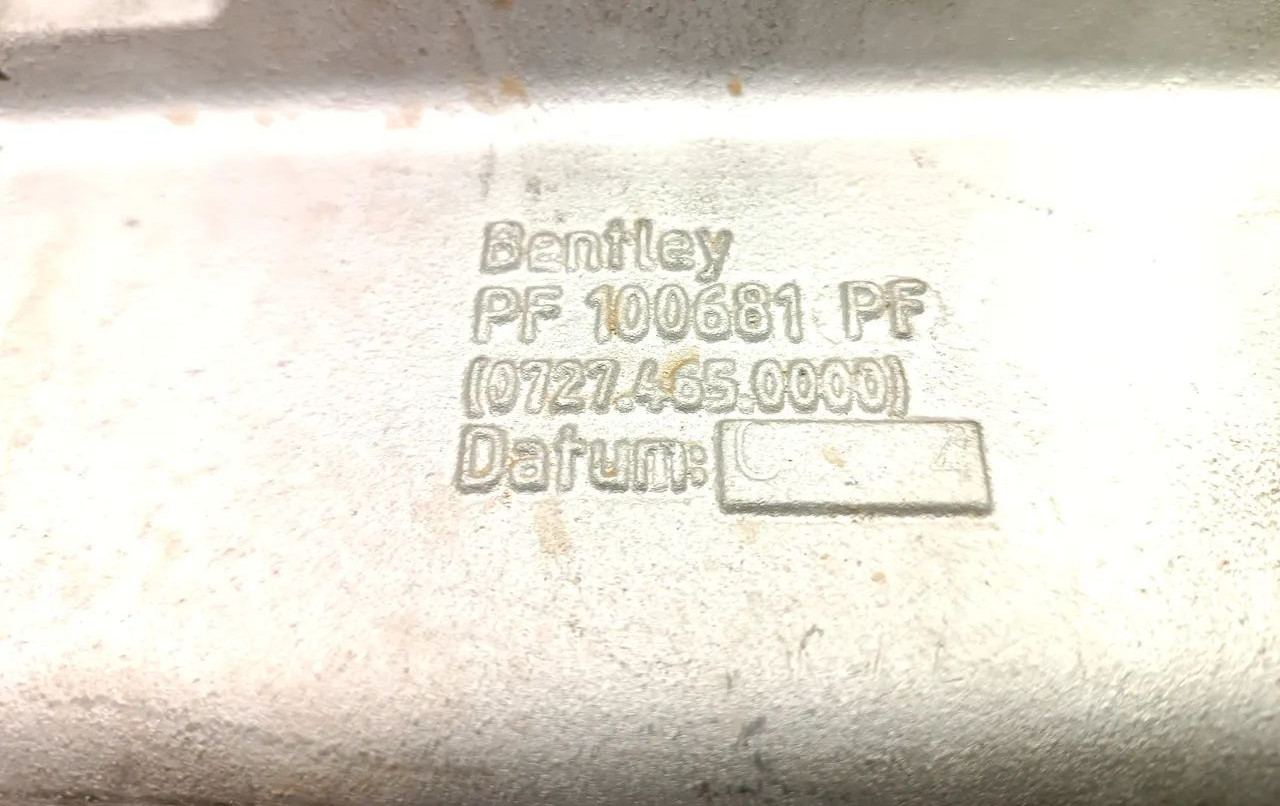 Bentley
PF 100681 PF
(0727.465.0000)
Datum: